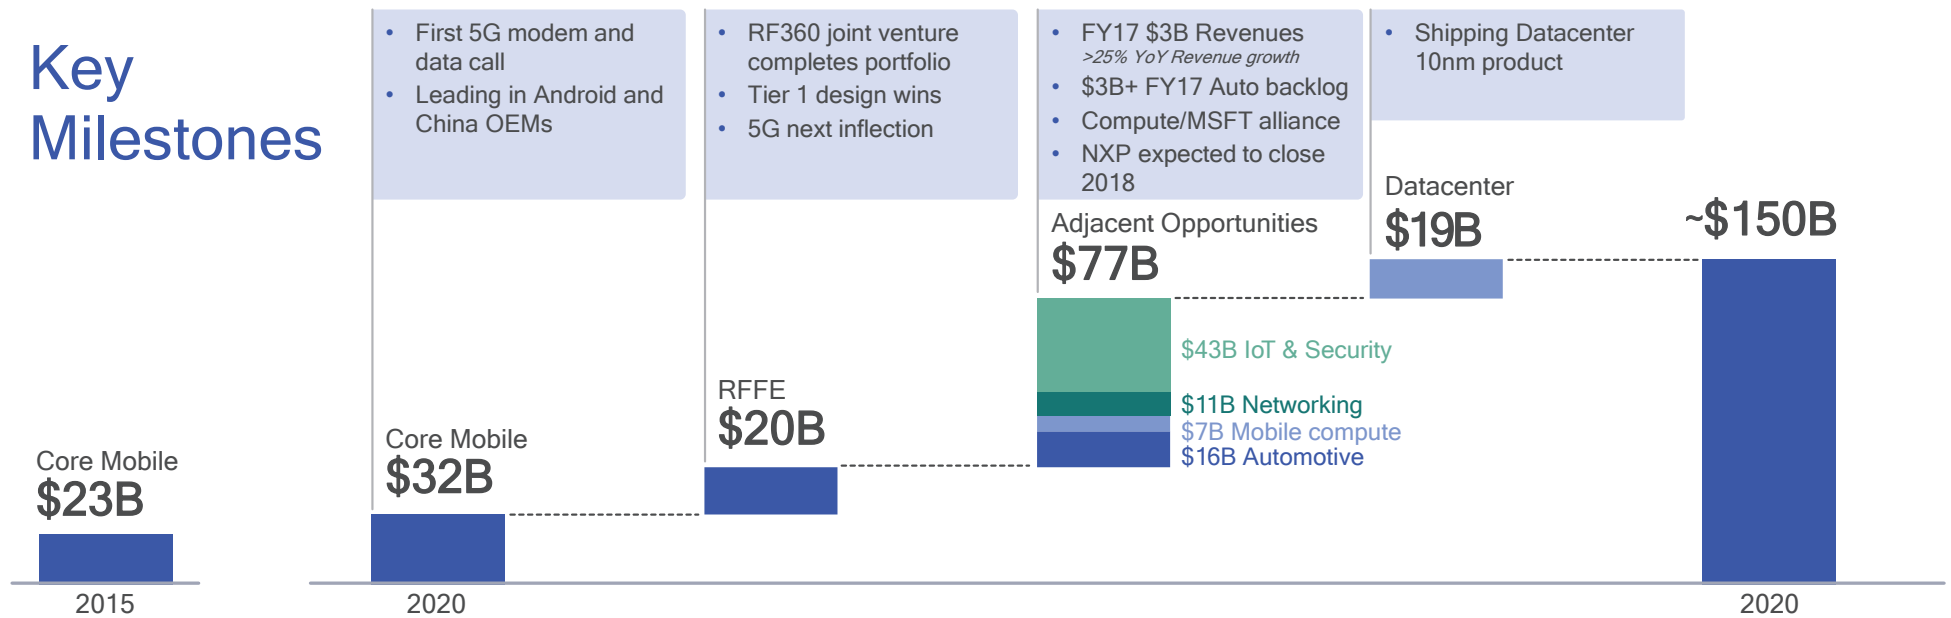 Key
Milestones
• First 5G modem and
data call
• Leading in Android and
China OEMs
• RF360 joint venture
completes portfolio
• Tier 1 design wins
• 5G next inflection
• FY17 $3B Revenues
>25% YoY Revenue growth
• $3B+ FY17 Auto backlog
• Compute/MSFT alliance
• NXP expected to close
2018
• Shipping Datacenter
10nm product
Core Mobile
$23B
Core Mobile
$32B
RFFE
$20B
Adjacent Opportunities
$77B
$43B IoT & Security
$11B Networking
$7B Mobile compute
$16B Automotive
Datacenter
$19B
~$150B
2015
2020
2020